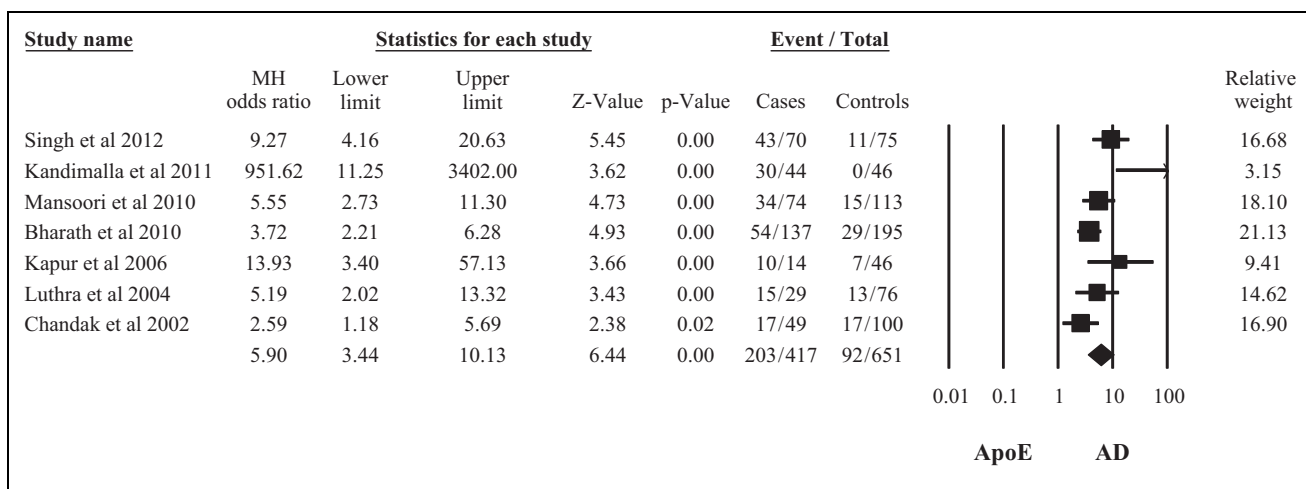 Study name Statistics for each study Event / Total
MH odds ratio Lower limit Upper limit Z-Value p-Value Cases Controls Relative weight
Singh et al 2012 9.27 4.16 20.63 5.45 0.00 43/70 11/75 16.68
Kandimalla et al 2011 951.62 11.25 3402.00 3.62 0.00 30/44 0/46 3.15
Mansoori et al 2010 5.55 2.73 11.30 4.73 0.00 34/74 15/113 18.10
Bharath et al 2010 3.72 2.21 6.28 4.93 0.00 54/137 29/195 21.13
Kapur et al 2006 13.93 3.40 57.13 3.66 0.00 10/14 7/46 9.41
Luthra et al 2004 5.19 2.02 13.32 3.43 0.00 15/29 13/76 14.62
Chandak et al 2002 2.59 1.18 5.69 2.38 0.02 17/49 17/100 16.90
5.90 3.44 10.13 6.44 0.00 203/417 92/651
0.01 0.1 1 10 100
ApoE AD